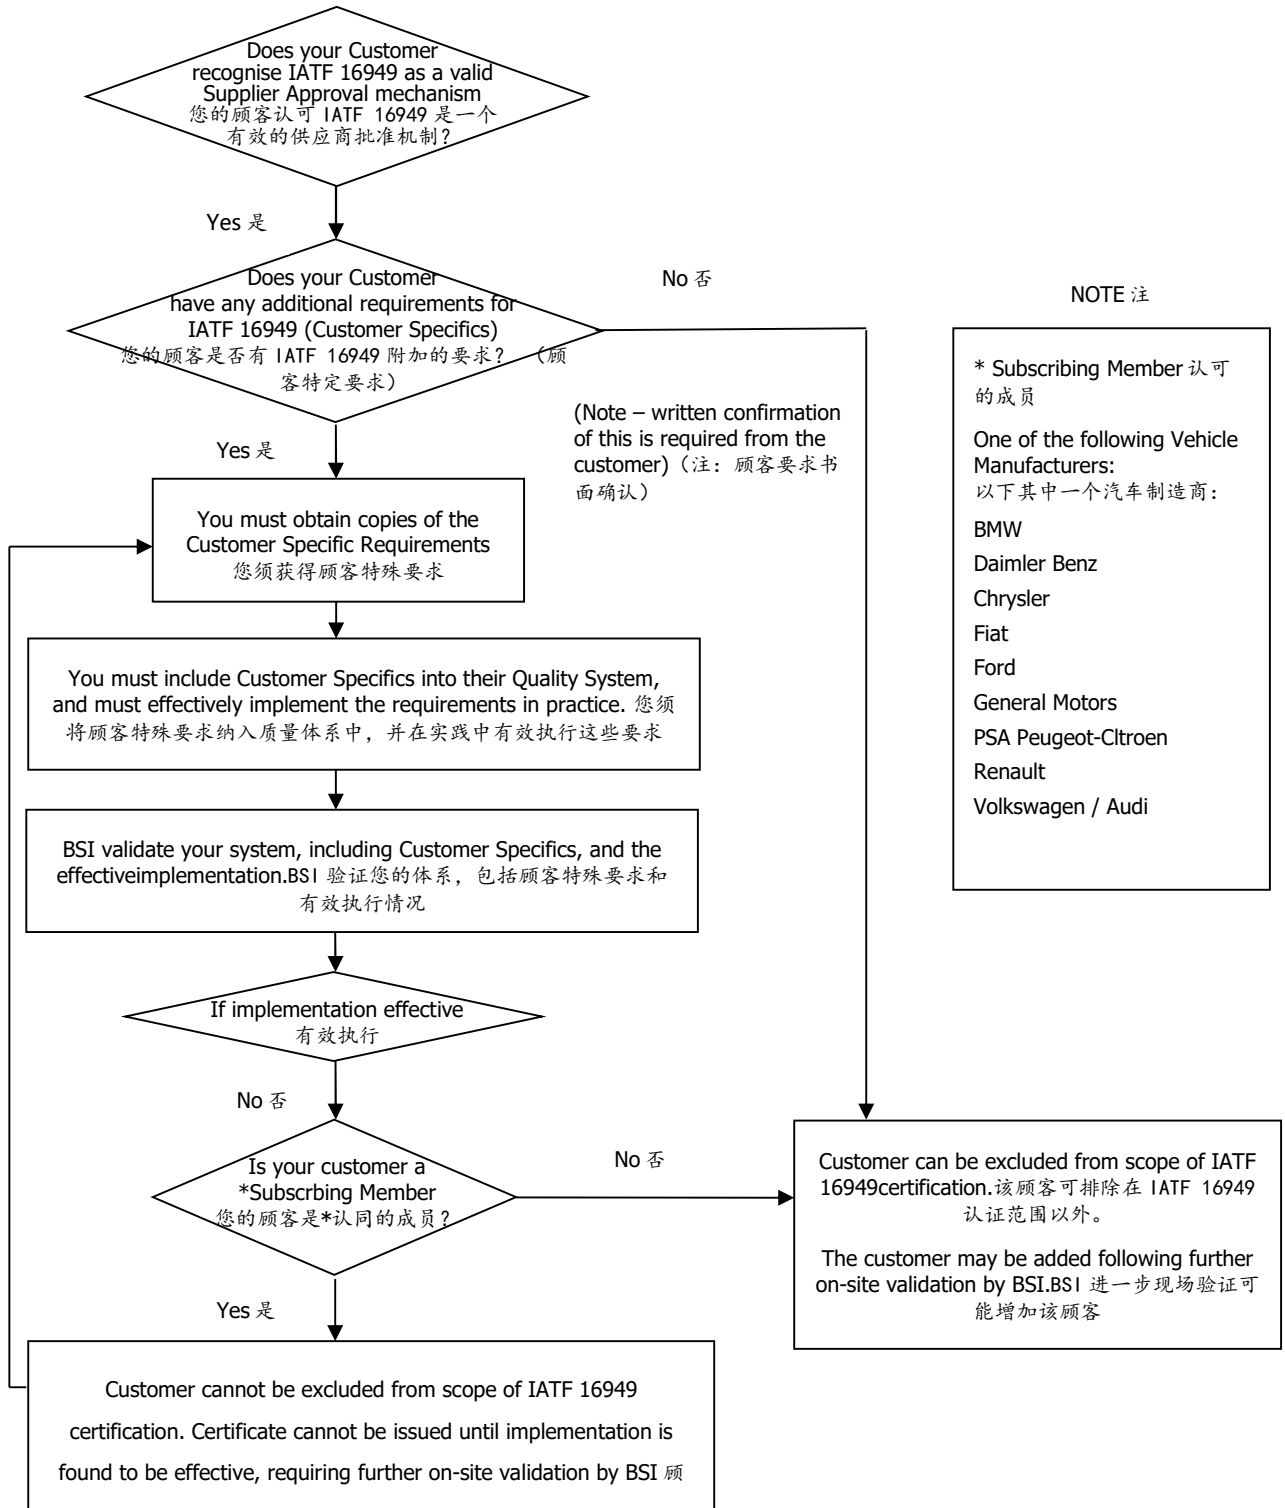 Does your Customer
recognise IATF 16949 as a valid
Supplier Approval mechanism
您的顾客认可 IATF 16949 是一个
有效的供应商批准机制？
Yes 是
Does your Customer
have any additional requirements for
IATF 16949 (Customer Specifics)
您的顾客是否有 IATF 16949 附加的要求？ （顾
客特定要求）
No 否
(Note – written confirmation
of this is required from the
customer)（注：顾客要求书
面确认）
Yes 是
You must obtain copies of the
Customer Specific Requirements
您须获得顾客特殊要求
You must include Customer Specifics into their Quality System,
and must effectively implement the requirements in practice. 您须
将顾客特殊要求纳入质量体系中，并在实践中有效执行这些要求
BSI validate your system, including Customer Specifics, and the
effectiveimplementation.BSI 验证您的体系，包括顾客特殊要求和
有效执行情况
If implementation effective
有效执行
No 否
Is your customer a
*Subscrbing Member
您的顾客是*认同的成员？
No 否
Customer can be excluded from scope of IATF
16949certification.该顾客可排除在 IATF 16949
认证范围以外。
The customer may be added following further
on-site validation by BSI.BSI 进一步现场验证可
能增加该顾客
Yes 是
Customer cannot be excluded from scope of IATF 16949
certification. Certificate cannot be issued until implementation is
found to be effective, requiring further on-site validation by BSI 顾
NOTE 注
* Subscribing Member 认可
的成员
One of the following Vehicle
Manufacturers:
以下其中一个汽车制造商：
BMW
Daimler Benz
Chrysler
Fiat
Ford
General Motors
PSA Peugeot-Cltroen
Renault
Volkswagen / Audi